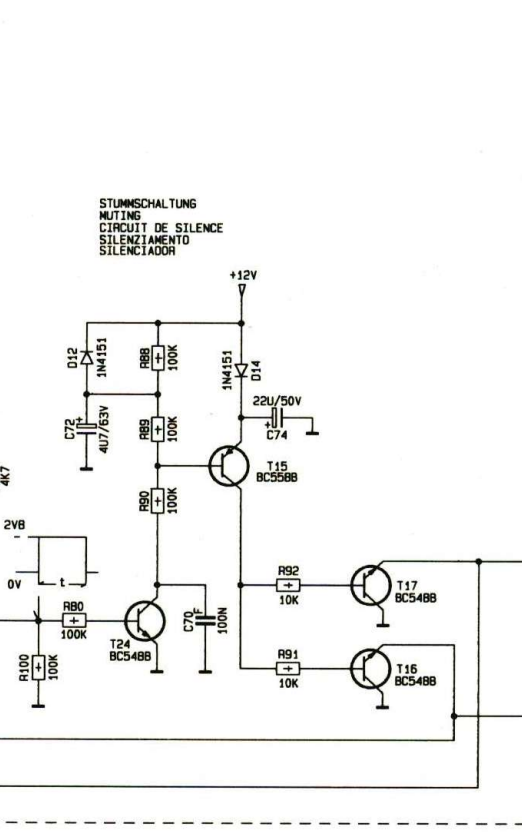 STUMMSCHALTUNG
MUTING
CIRCUIT DE SILENCE
SILENZIAMENTO
SILENCIADOR
+12V
D12
1N4151
R88
100K
1N4151
D14
C72
+
4U7/63V
R89
100K
22U/50V
+
C74
T15
BC558B
4K7
R90
100K
2V8
0V
t
R80
100K
T24
BC548B
C70
F
100N
R92
10K
T17
BC548B
R100
100K
R91
10K
T16
BC548B